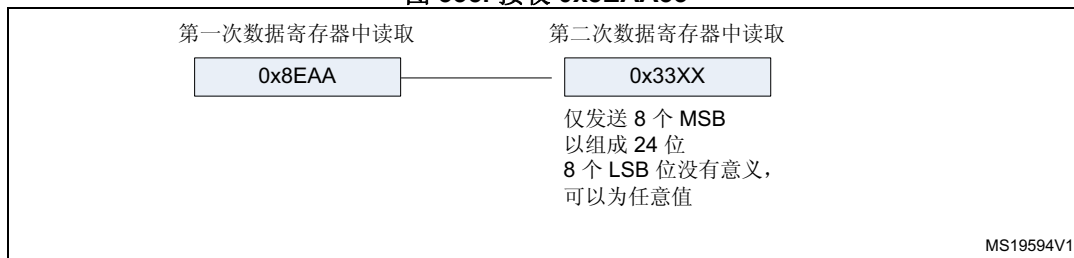 第一次数据寄存器中读取 第二次数据寄存器中读取
0x8EAA 0x33XX
仅发送 8 个 MSB
以组成 24 位
8 个 LSB 位没有意义，
可以为任意值
MS19594V1